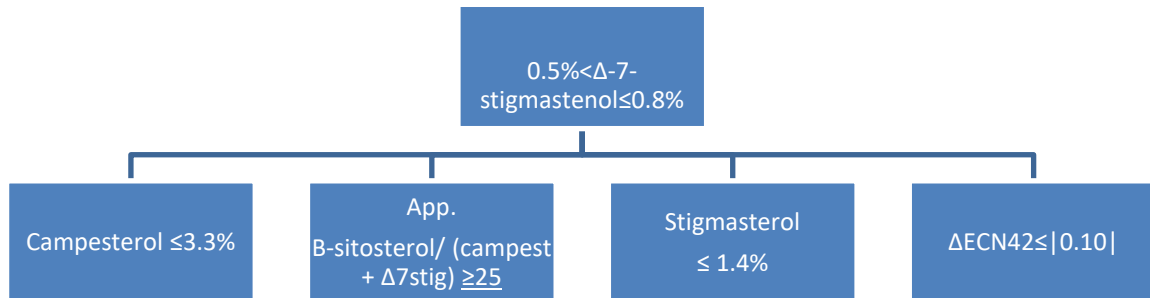 0.5%<Δ-7-
stigmastenol≤0.8%
Campesterol ≤3.3%
App.
B-sitosterol/ (campest
+ Δ7stig) ≥25
Stigmasterol
≤ 1.4%
ΔECN42≤|0.10|